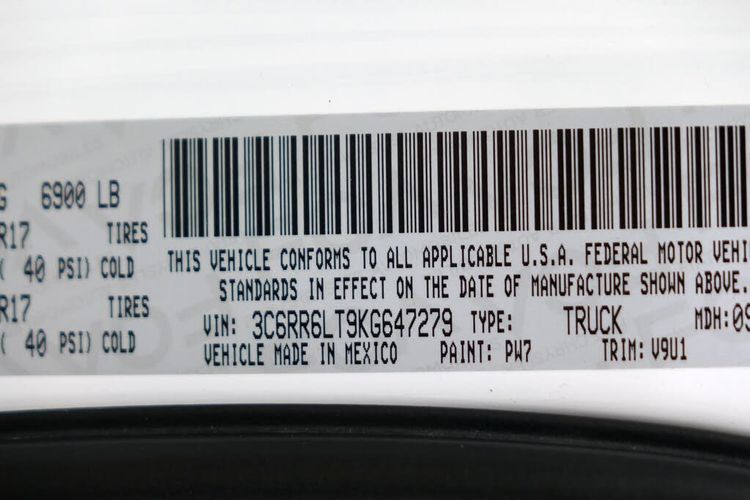 G 6900 LB
R17 TIRES
( 40 PSI) COLD
R17 TIRES
( 40 PSI) COLD
THIS VEHICLE CONFORMS TO ALL APPLICABLE U.S.A. FEDERAL MOTOR VEHI
STANDARDS IN EFFECT ON THE DATE OF MANUFACTURE SHOWN ABOVE.
VIN: 3C6RR6LT9KG647279 TYPE: TRUCK MDH:09
VEHICLE MADE IN MEXICO PAINT: PW7 TRIM: V9U1